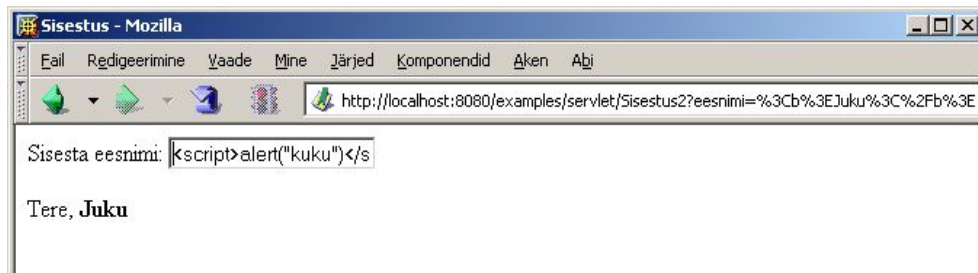 Sisestus - Mozilla
Fail Redigeerimine Vaade Mine Järjed Komponendid Aken Abi
http://localhost:8080/examples/servlet/Sisestus2?eesnimi=%3Cb%3EJuku%3C%2Fb%3E
Sisesta eesnimi: <script>alert("kuku")</s
Tere, Juku